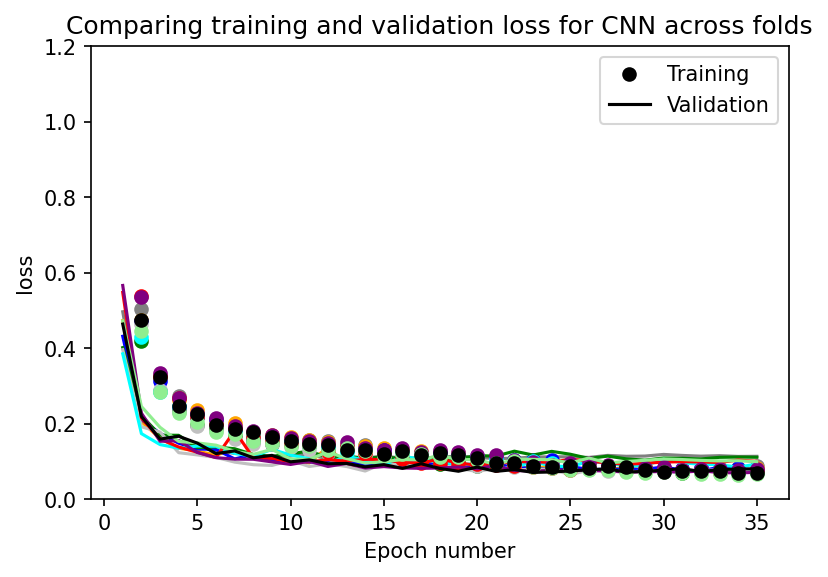 Comparing training and validation loss for CNN across folds
1.2
1.0
0.8
0.6
0.4
0.2
0.0
loss
Training
Validation
0 5 10 15 20 25 30 35
Epoch number